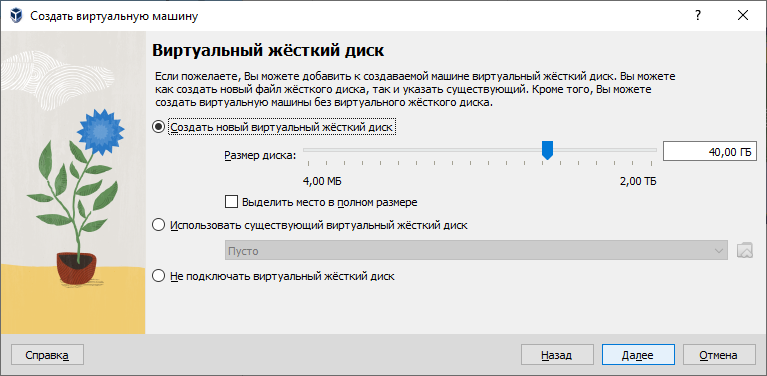 Создать виртуальную машину
?
Виртуальный жёсткий диск
Если пожелаете, Вы можете добавить к создаваемой машине виртуальный жёсткий диск. Вы можете
как создать новый файл жёсткого диска, так и указать существующий. Кроме того, Вы можете
создать виртуальную машины без виртуального жёсткого диска.
Создать новый виртуальный жёсткий диск
Размер диска:
40,00 ГБ
4,00 МБ
2,00 ТБ
Выделить место в полном размере
Использовать существующий виртуальный жёсткий диск
Пусто
Не подключать виртуальный жёсткий диск
Справка
Назад
Далее
Отмена